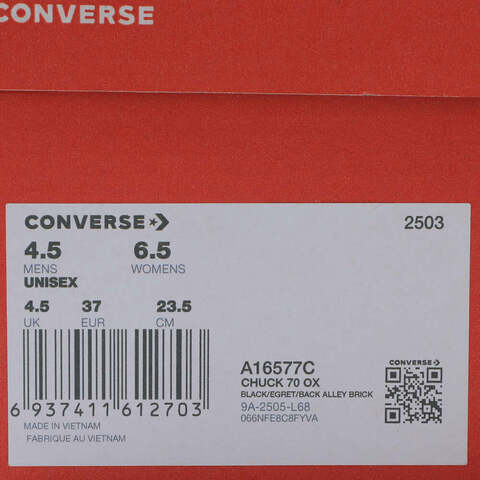 CONVERSE
CONVERSE 2503
4.5 6.5
MENS WOMENS
UNISEX
4.5 37 23.5
UK EUR CM
6 937411 612703
MADE IN VIETNAM
FABRIQUE AU VIETNAM
A16577C
CHUCK 70 OX
BLACK/EGRET/BACK ALLEY BRICK
9A-2505-L68
066NFE8C8FYVA
CONVERSE